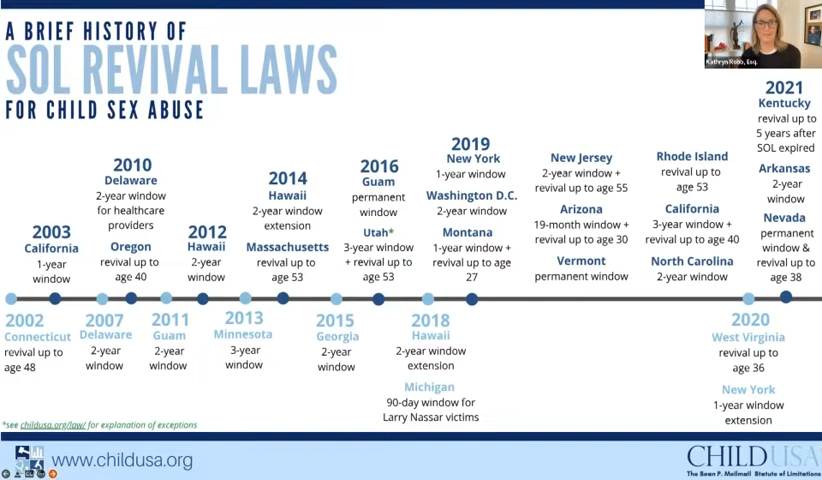 A BRIEF HISTORY OF
SOL REVIVAL LAWS
FOR CHILD SEX ABUSE
Kathryn Robb, Esq.
2003
California
1-year
window
2010
Delaware
2-year window
for healthcare
providers
Oregon
revival up to
age 40
2012
Hawaii
2-year
window
2014
Hawaii
2-year window
extension
Massachusetts
revival up to
age 53
2016
Guam
permanent
window
Utah*
3-year window
+ revival up to
age 53
2019
New York
1-year window
Washington D.C.
2-year window
Montana
1-year window +
revival up to age
27
New Jersey
2-year window +
revival up to age 55
Arizona
19-month window +
revival up to age 30
Vermont
permanent window
Rhode Island
revival up to
age 53
California
3-year window +
revival up to age 40
North Carolina
2-year window
2021
Kentucky
revival up to
5 years after
SOL expired
Arkansas
2-year
window
Nevada
permanent
window &
revival up to
age 38
2002
Connecticut
revival up to
age 48
2007
Delaware
2-year
window
2011
Guam
2-year
window
2013
Minnesota
3-year
window
2015
Georgia
2-year
window
2018
Hawaii
2-year window
extension
Michigan
90-day window for
Larry Nassar victims
2020
West Virginia
revival up to
age 36
New York
1-year window
extension
*see childusa.org/law/ for explanation of exceptions
www.childusa.org
CHILD USA
The Sean P. McIlmail Statute of Limitations